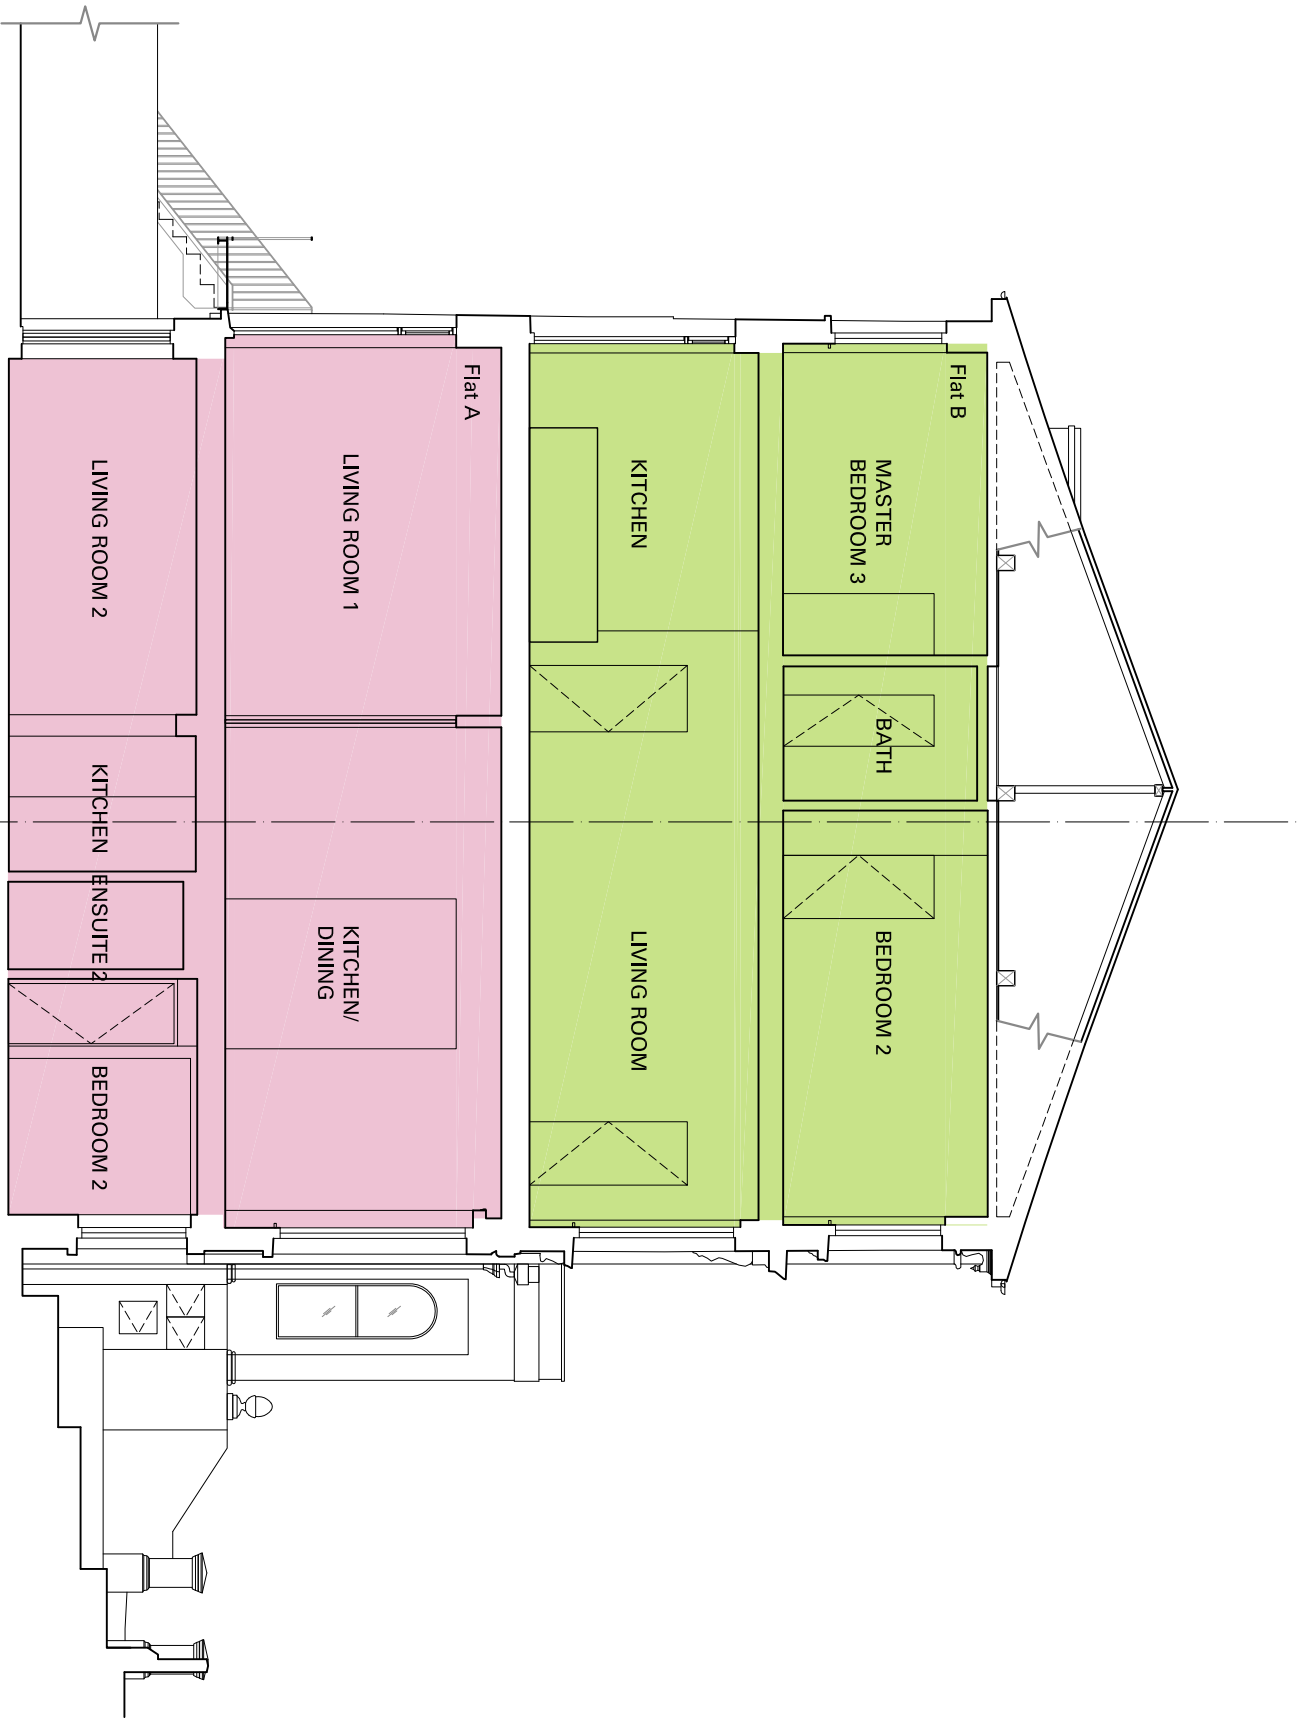 Flat B
MASTER
BEDROOM 3
BATH
BEDROOM 2
KITCHEN
LIVING ROOM
Flat A
LIVING ROOM 1
KITCHEN/
DINING
LIVING ROOM 2
KITCHEN
ENSUITE 2
BEDROOM 2